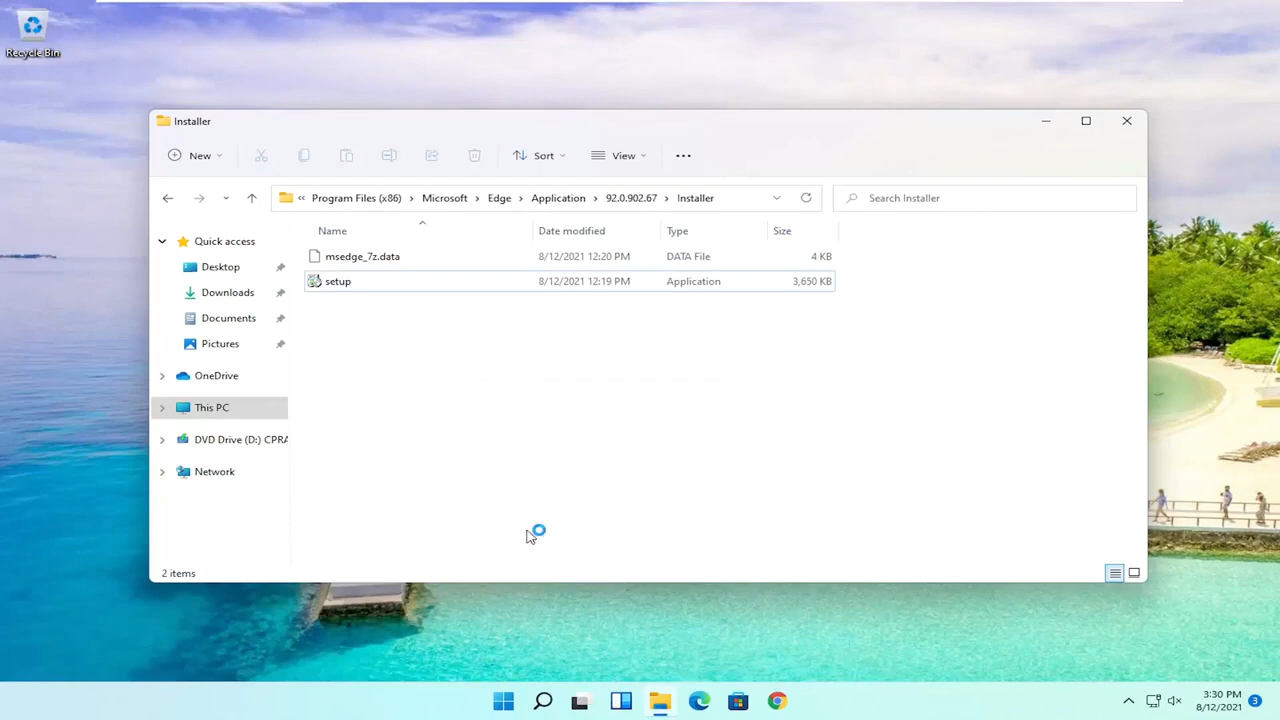 Recycle Bin
Installer
New
Sort
View
Program Files (x86) > Microsoft > Edge > Application > 92.0.902.67 > Installer
Search Installer
Name Date modified Type Size
Quick access
Desktop
Downloads
Documents
Pictures
OneDrive
This PC
DVD Drive (D:) CPRA
Network
msedge_7z.data 8/12/2021 12:20 PM DATA File 4 KB
setup 8/12/2021 12:19 PM Application 3,650 KB
2 items
3:30 PM
8/12/2021
3